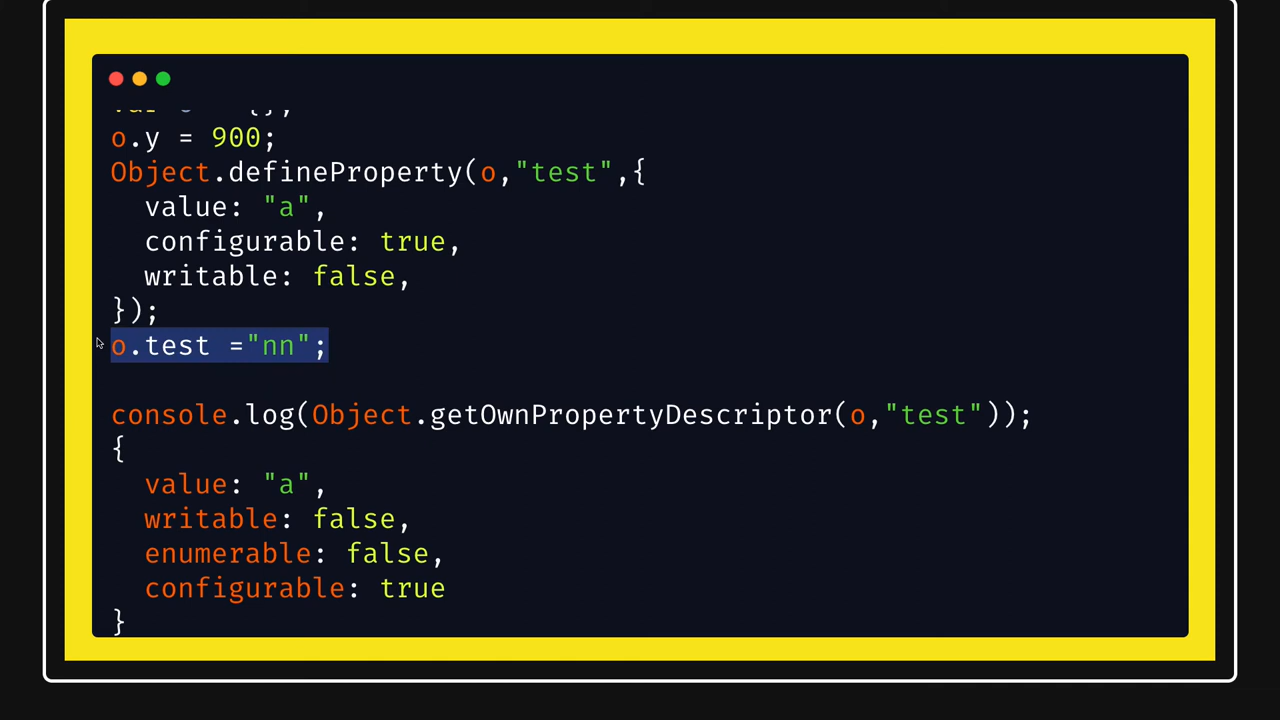 o.y = 900;
Object.defineProperty(o,"test",{
  value: "a",
  configurable: true,
  writable: false,
});
o.test ="nn";
console.log(Object.getOwnPropertyDescriptor(o,"test"));
{
  value: "a",
  writable: false,
  enumerable: false,
  configurable: true
}